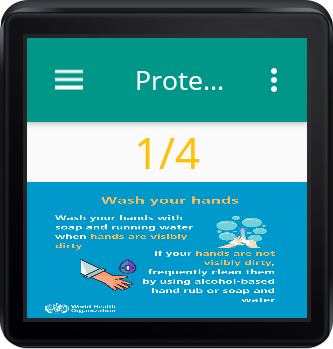 Prote...
1/4
Wash your hands
Wash your hands with
soap and running water
when hands are visibly
dirty
If your hands are not
visibly dirty,
frequently clean them
by using alcohol-based
hand rub or soap and
water
World Health
Organization